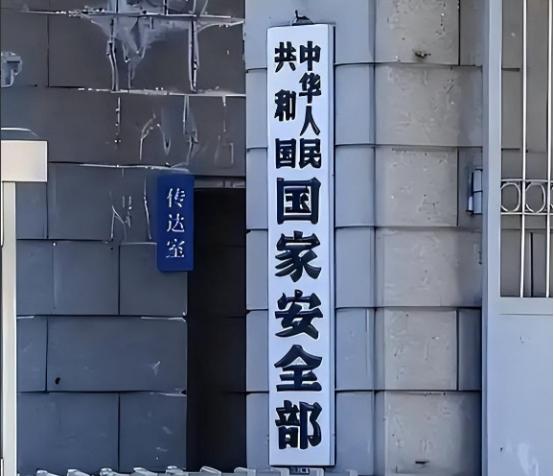 中华人民
共和国
国家安全部
传达室